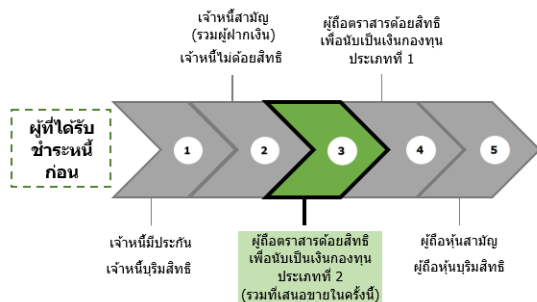 เจ้าหนี้สามัญ
(รวมผู้ฝากเงิน)
เจ้าหนี้ไม่ด้อยสิทธิ
ผู้ถือตราสารด้อยสิทธิ
เพื่อนับเป็นเงินกองทุน
ประเภทที่ 1
ผู้ที่ได้รับ
ชำระหนี้
ก่อน
1
2
3
4
5
เจ้าหนี้มีประกัน
เจ้าหนี้บุริมสิทธิ
ผู้ถือตราสารด้อยสิทธิ
เพื่อนับเป็นเงินกองทุน
ประเภทที่ 2
(รวมที่เสนอขายในครั้งนี้)
ผู้ถือหุ้นสามัญ
ผู้ถือหุ้นบุริมสิทธิ